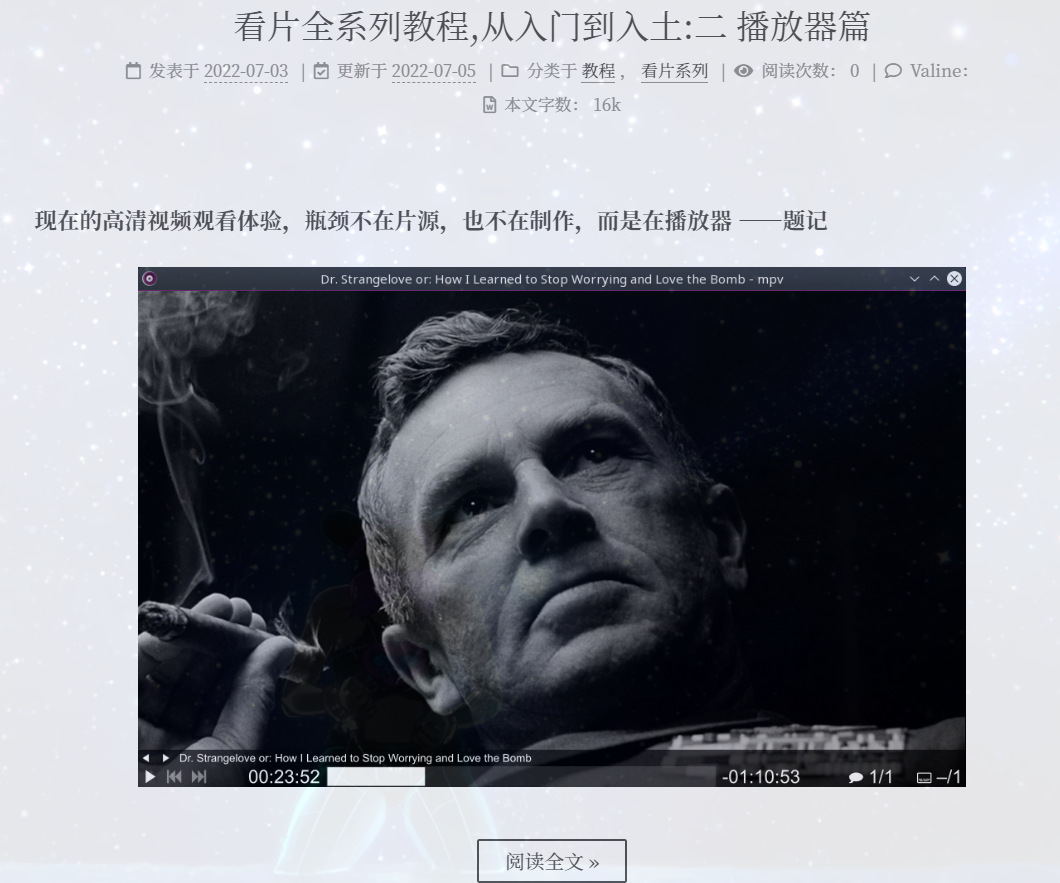 看片全系列教程,从入门到入土:二 播放器篇
发表于 2022-07-03 | 更新于 2022-07-05 | 分类于 教程 , 看片系列 | 阅读次数: 0 | Valine:
本文字数: 16k
现在的高清视频观看体验，瓶颈不在片源，也不在制作，而是在播放器 ——题记
Dr. Strangelove or: How I Learned to Stop Worrying and Love the Bomb - mpv
Dr. Strangelove or: How I Learned to Stop Worrying and Love the Bomb
00:23:52 -01:10:53 1/1 –/1
阅读全文 »